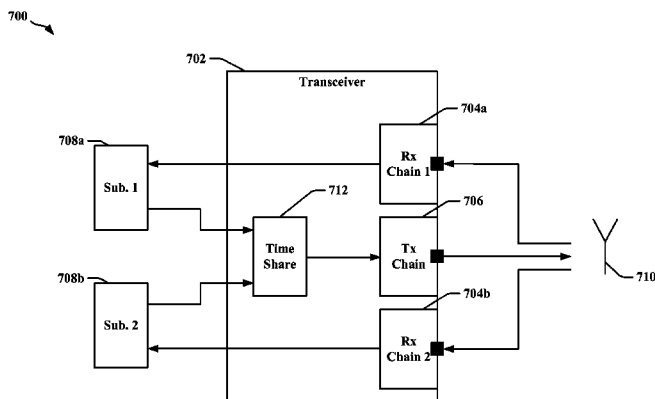 700
702
Transceiver
704a
708a
Rx
Chain 1
Sub. 1
712
706
Time
Share
Tx
Chain
708b
704b
710
Sub. 2
Rx
Chain 2